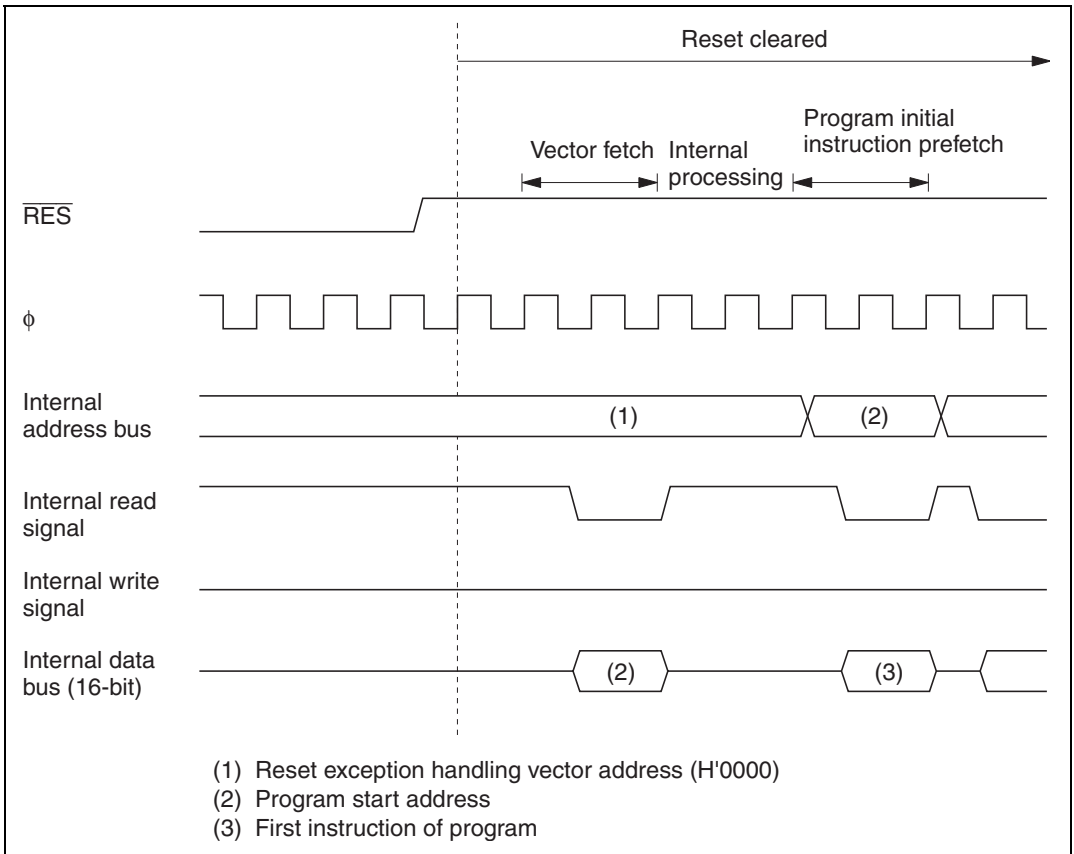 Reset cleared
Vector fetch
Internal
processing
Program initial
instruction prefetch
RES
ϕ
Internal
address bus
(1)
(2)
Internal read
signal
Internal write
signal
Internal data
bus (16-bit)
(2)
(3)
(1) Reset exception handling vector address (H'0000)
(2) Program start address
(3) First instruction of program